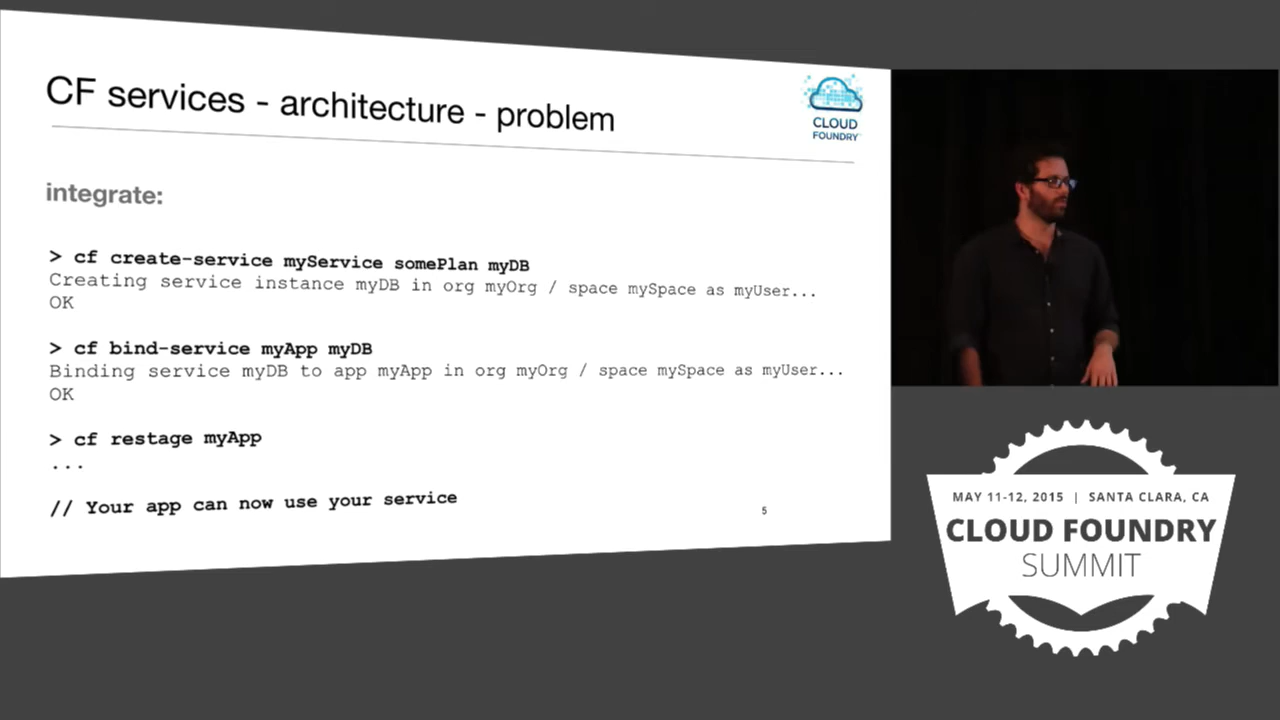 CF services - architecture - problem
CLOUD
FOUNDRY
integrate:
> cf create-service myService somePlan myDB
Creating service instance myDB in org myOrg / space mySpace as myUser...
OK
> cf bind-service myApp myDB
Binding service myDB to app myApp in org myOrg / space mySpace as myUser...
OK
> cf restage myApp
...
// Your app can now use your service
5
MAY 11-12, 2015 | SANTA CLARA, CA
CLOUD FOUNDRY
SUMMIT